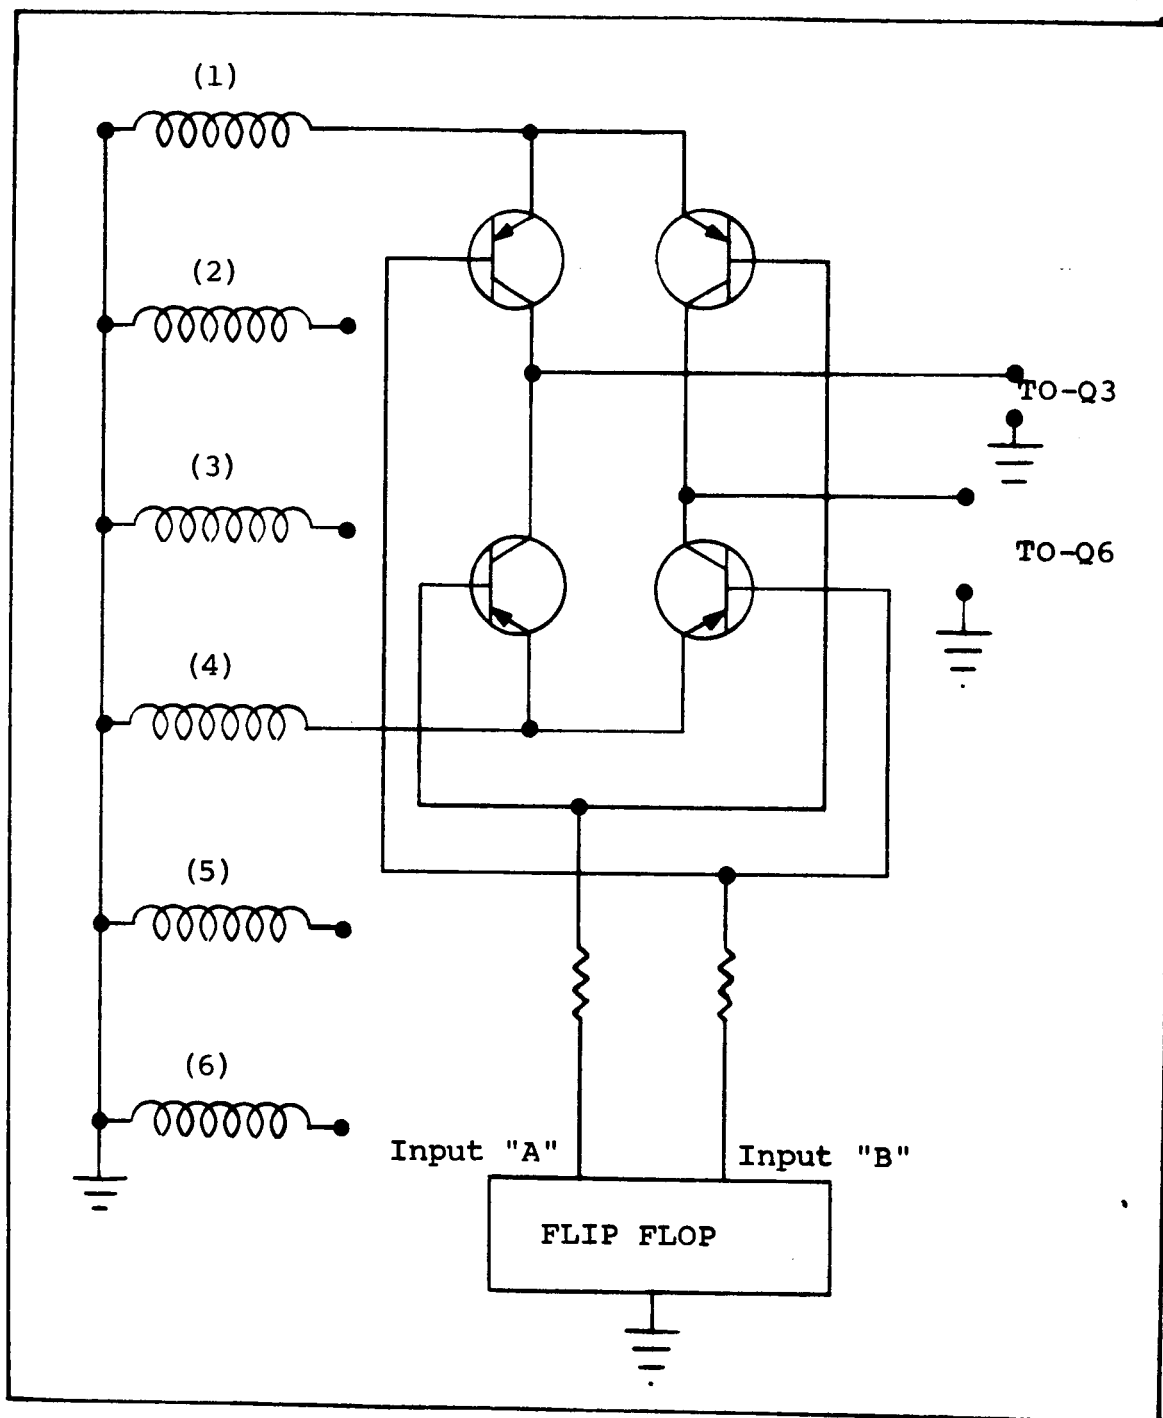 (1)
(2)
TO-Q3
(3)
TO-Q6
(4)
(5)
(6)
Input "A"
Input "B"
FLIP FLOP